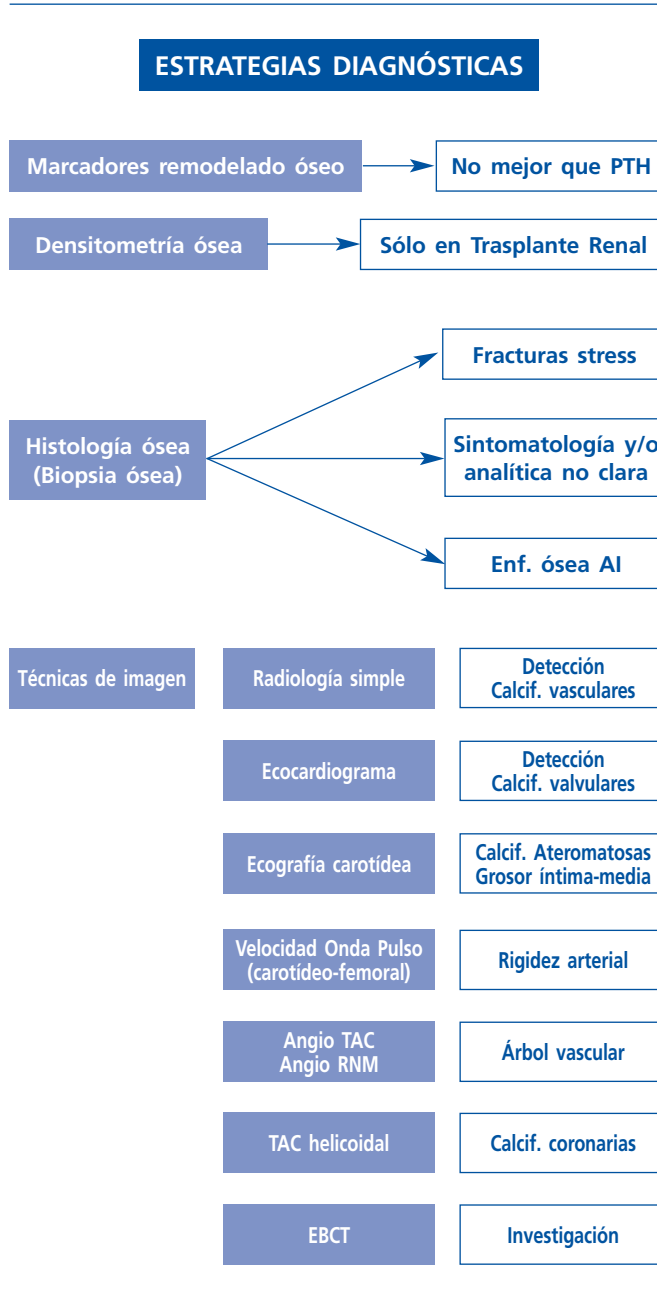 ESTRATEGIAS DIAGNÓSTICAS
Marcadores remodelado óseo
No mejor que PTH
Densitometría ósea
Sólo en Trasplante Renal
Fracturas stress
Histología ósea
(Biopsia ósea)
Sintomatología y/o
analítica no clara
Enf. ósea AI
Técnicas de imagen
Radiología simple
Detección
Calcif. vasculares
Ecocardiograma
Detección
Calcif. valvulares
Ecografía carotídea
Calcif. Ateromatosas
Grosor íntima-media
Velocidad Onda Pulso
(carotídeo-femoral)
Rigidez arterial
Angio TAC
Angio RNM
Árbol vascular
TAC helicoidal
Calcif. coronarias
EBCT
Investigación